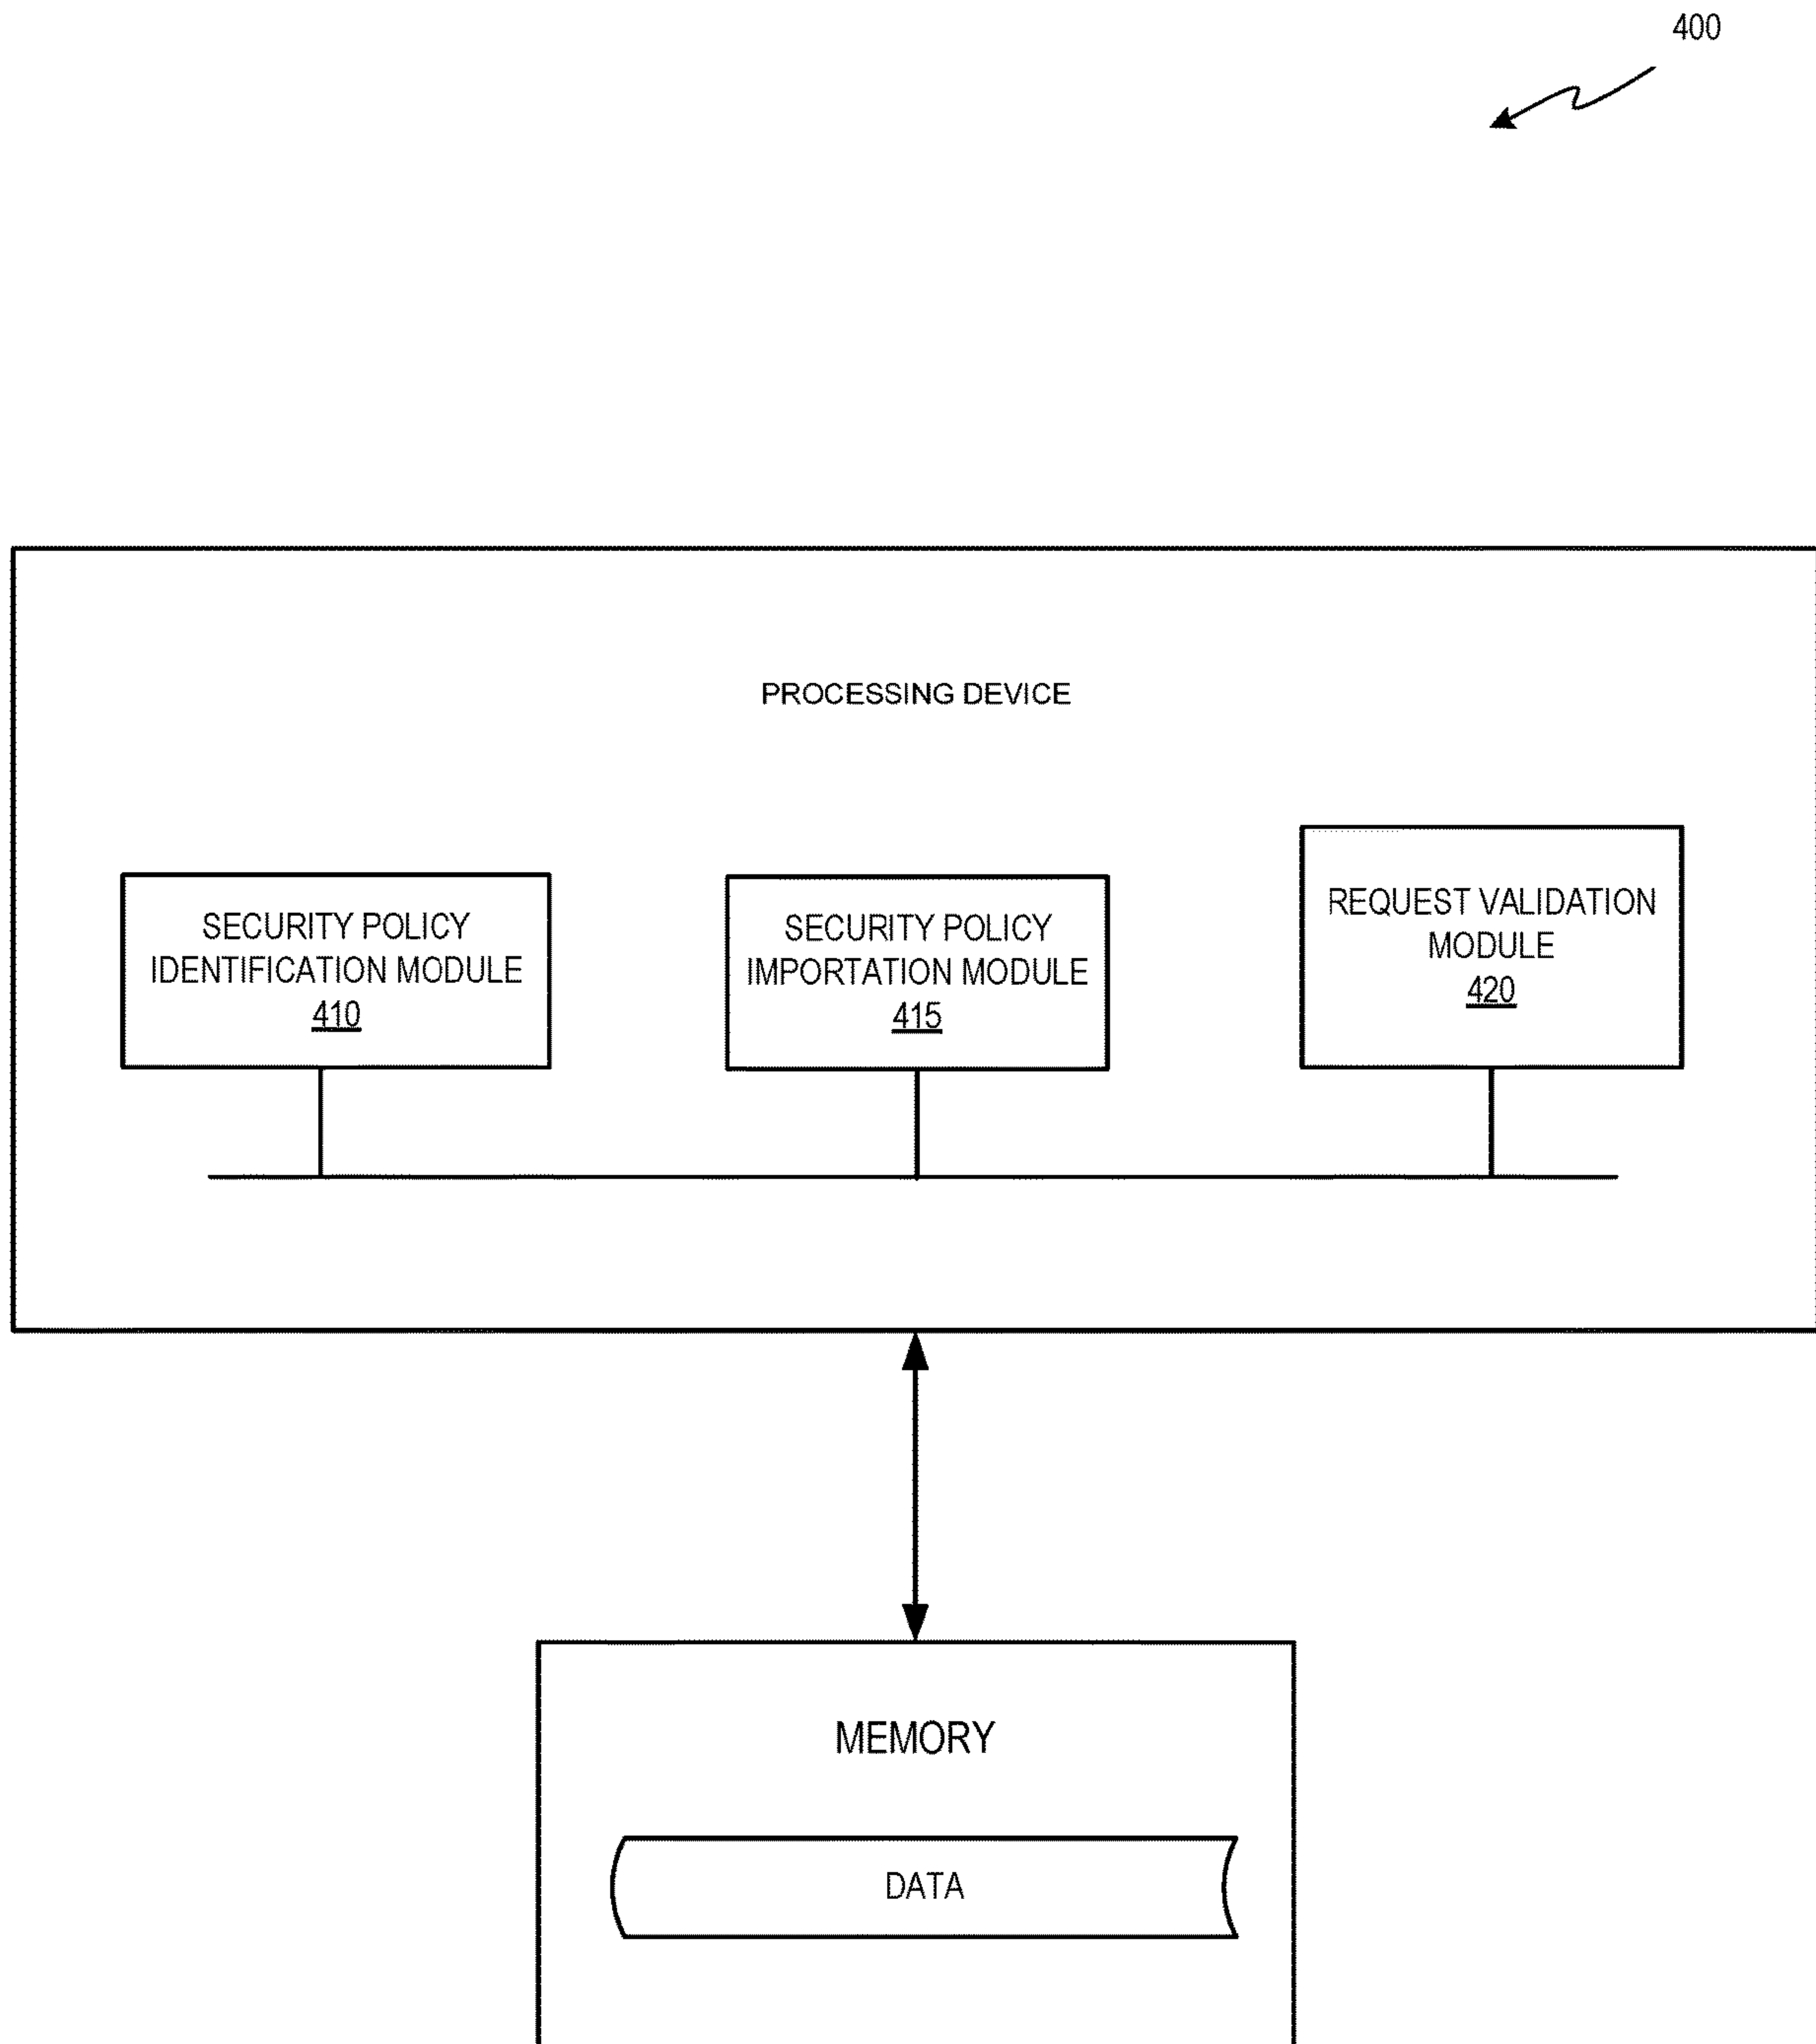 400
PROCESSING DEVICE
SECURITY POLICY
IDENTIFICATION MODULE
410
SECURITY POLICY
IMPORTATION MODULE
415
REQUEST VALIDATION
MODULE
420
MEMORY
DATA